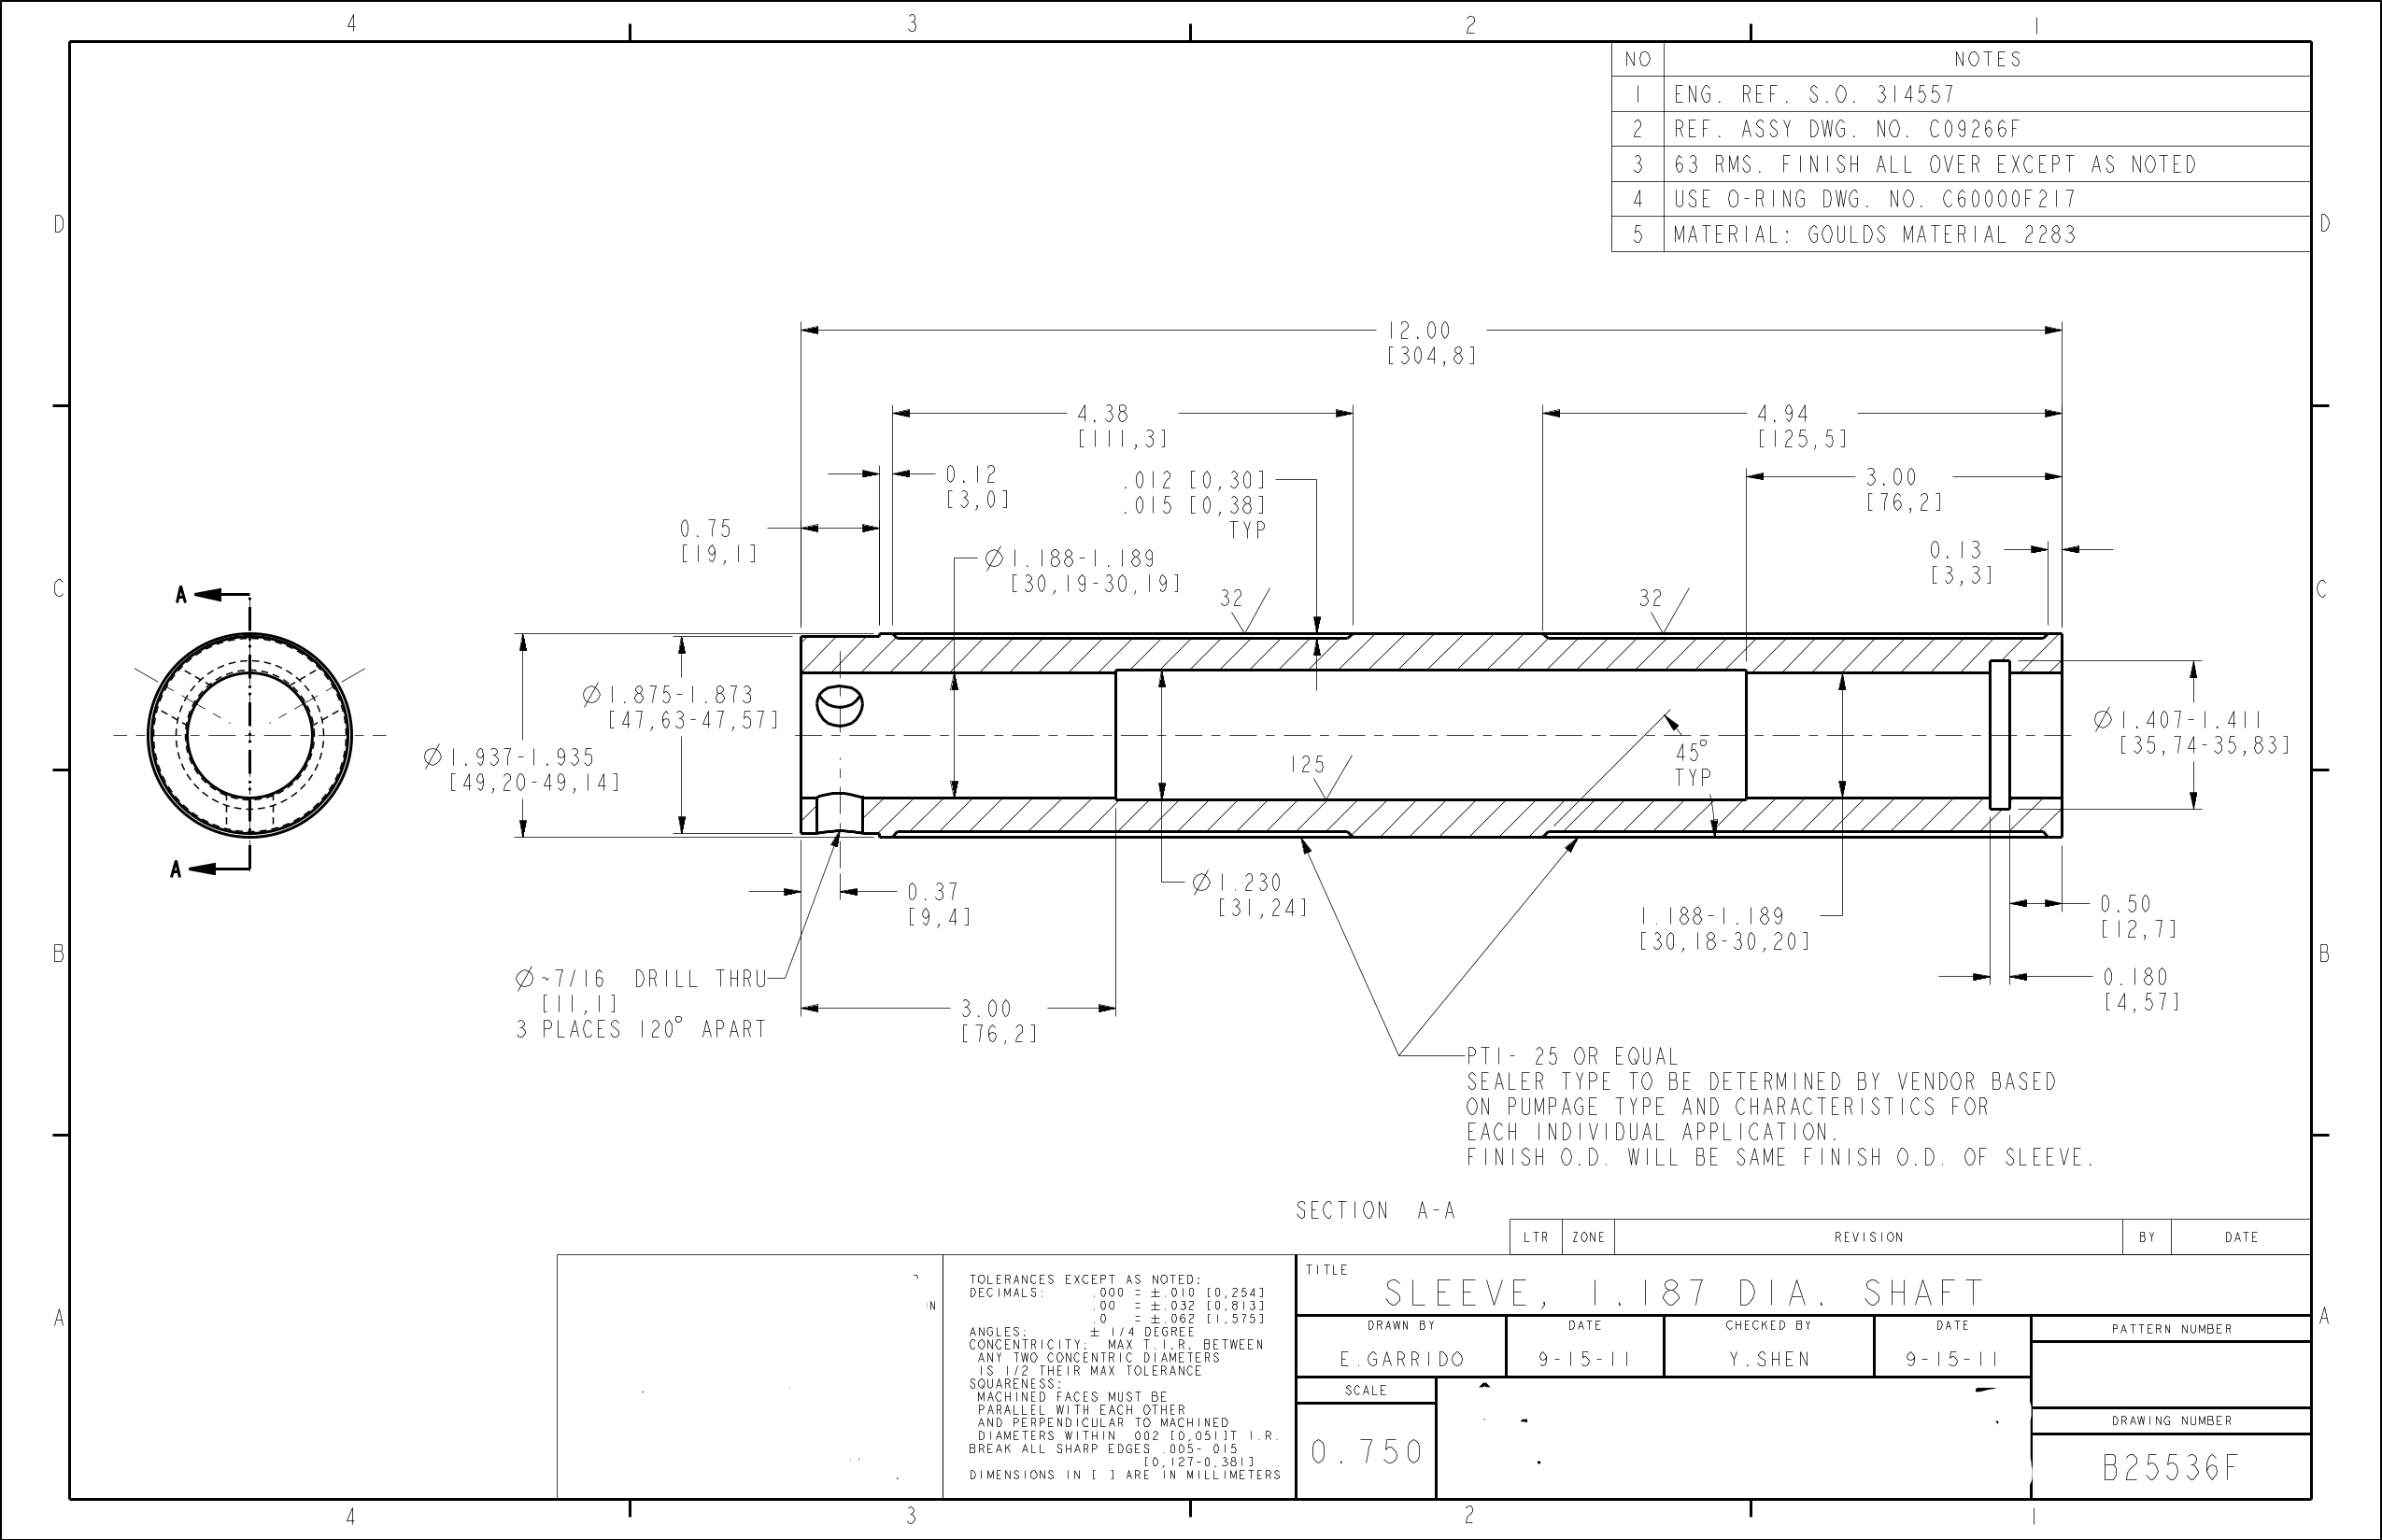 4 3 2 1
NO NOTES
1 ENG. REF. S.O. 314557
2 REF. ASSY DWG. NO. C09266F
3 63 RMS. FINISH ALL OVER EXCEPT AS NOTED
4 USE O-RING DWG. NO. C60000F217
5 MATERIAL: GOULDS MATERIAL 2283
D D
12.00
[304,8]
4.38
[111,3]
4.94
[125,5]
0.12
[3,0]
.012 [0,30]
.015 [0,38]
TYP
3.00
[76,2]
0.75
[19,1]
0.13
[3,3]
Ø1.188-1.189
[30,19-30,19]
C C
A
32
32
Ø1.875-1.873
[47,63-47,57]
Ø1.937-1.935
[49,20-49,14]
125
45°
TYP
Ø1.407-1.411
[35,74-35,83]
A
0.37
[9,4]
Ø1.230
[31,24]
1.188-1.189
[30,18-30,20]
0.50
[12,7]
B B
Ø~7/16 DRILL THRU
[11,1]
3 PLACES 120° APART
0.180
[4,57]
3.00
[76,2]
PTI- 25 OR EQUAL
SEALER TYPE TO BE DETERMINED BY VENDOR BASED
ON PUMPAGE TYPE AND CHARACTERISTICS FOR
EACH INDIVIDUAL APPLICATION.
FINISH O.D. WILL BE SAME FINISH O.D. OF SLEEVE.
SECTION A-A
LTR ZONE REVISION BY DATE
TOLERANCES EXCEPT AS NOTED:
DECIMALS: .000 = ±.010 [0,254]
.00 = ±.032 [0,813]
.0 = ±.062 [1,575]
ANGLES: ± 1/4 DEGREE
CONCENTRICITY: MAX T.I.R. BETWEEN
ANY TWO CONCENTRIC DIAMETERS
IS 1/2 THEIR MAX TOLERANCE
SQUARENESS:
MACHINED FACES MUST BE
PARALLEL WITH EACH OTHER
AND PERPENDICULAR TO MACHINED
DIAMETERS WITHIN .002 [0,051]T.I.R.
BREAK ALL SHARP EDGES .005-.015
[0,127-0,381]
DIMENSIONS IN [ ] ARE IN MILLIMETERS
TITLE
SLEEVE, 1.187 DIA. SHAFT
DRAWN BY DATE CHECKED BY DATE PATTERN NUMBER
E.GARRIDO 9-15-11 Y.SHEN 9-15-11
SCALE
0.750
DRAWING NUMBER
B25536F
A A
4 3 2 1